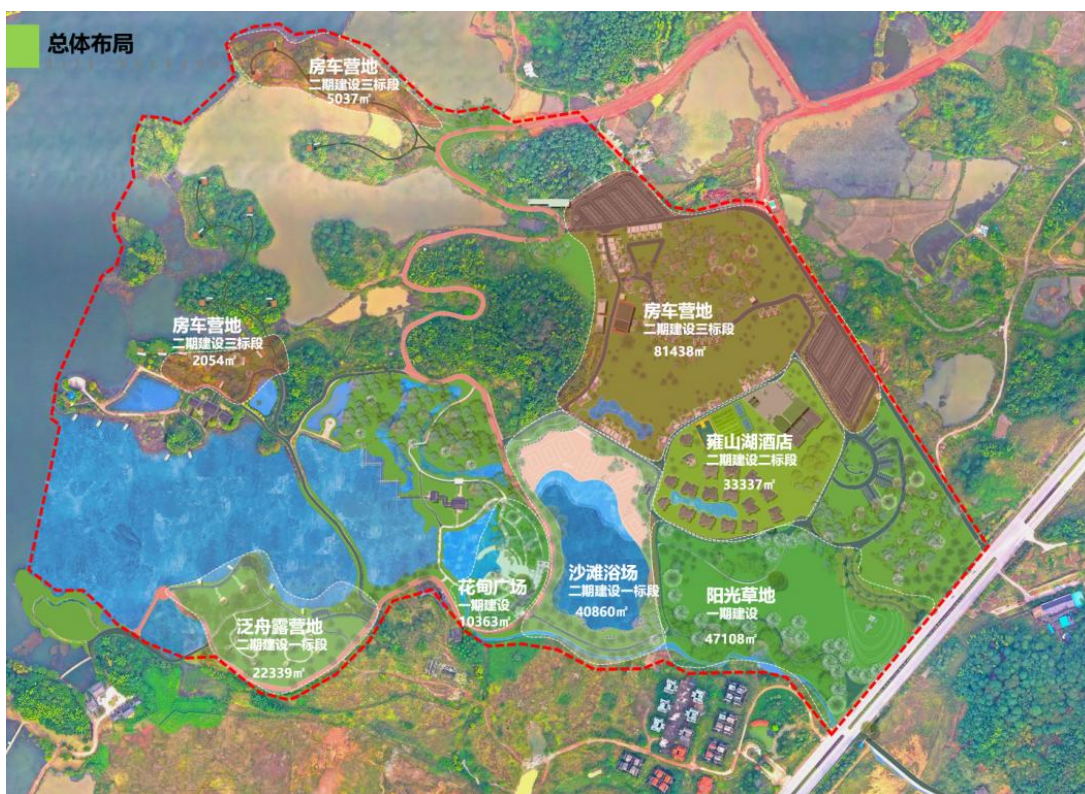 总体布局
房车营地
二期建设三标段
5037㎡
房车营地
二期建设三标段
81438㎡
房车营地
二期建设三标段
2054㎡
雍山湖酒店
二期建设二标段
33337㎡
沙滩浴场
二期建设一标段
40860㎡
花甸广场
一期建设
10363㎡
阳光草地
一期建设
47108㎡
泛舟露营地
二期建设一标段
22339㎡